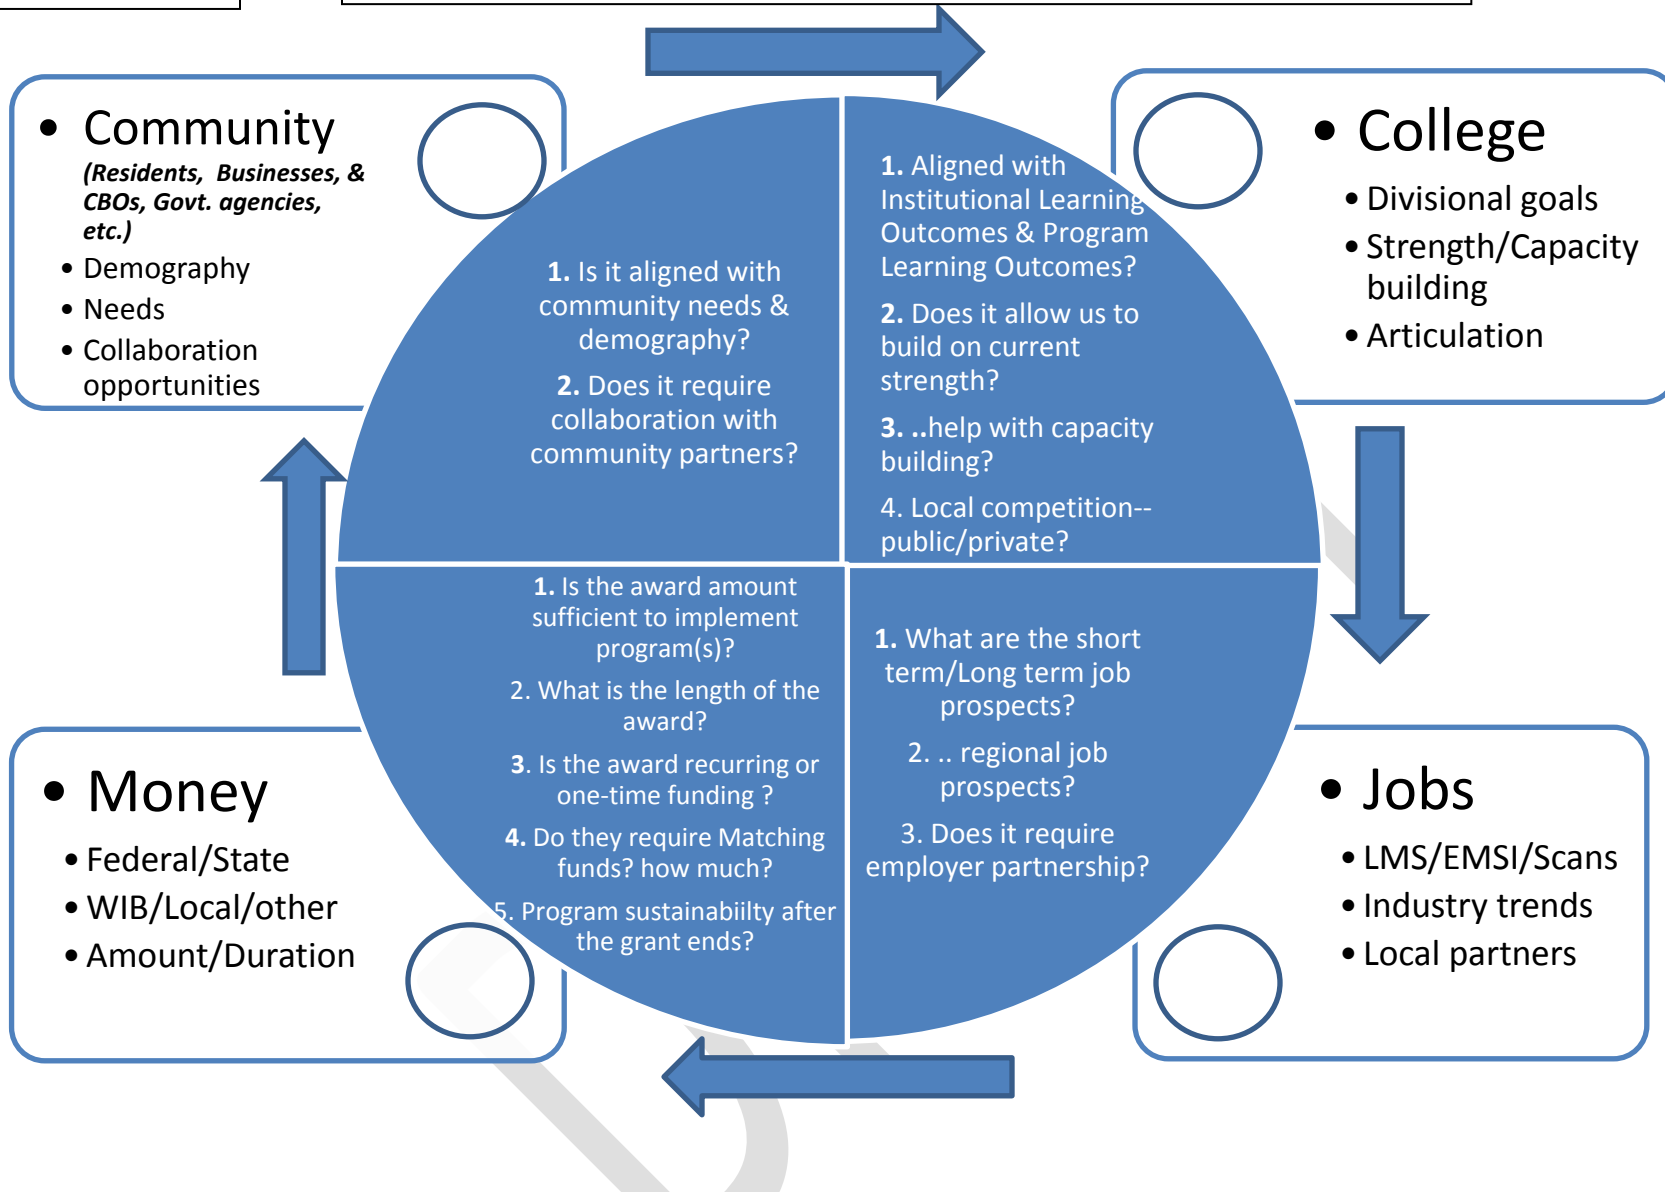 • Community
(Residents, Businesses, &
CBOs, Govt. agencies,
etc.)
• Demography
• Needs
• Collaboration
opportunities
1. Is it aligned with
community needs &
demography?
2. Does it require
collaboration with
community partners?
1. Aligned with
Institutional Learning
Outcomes & Program
Learning Outcomes?
2. Does it allow us to
build on current
strength?
3. ..help with capacity
building?
4. Local competition--
public/private?
• College
• Divisional goals
• Strength/Capacity
building
• Articulation
• Money
• Federal/State
• WIB/Local/other
• Amount/Duration
1. Is the award amount
sufficient to implement
program(s)?
2. What is the length of the
award?
3. Is the award recurring or
one-time funding ?
4. Do they require Matching
funds? how much?
5. Program sustainabiilty after
the grant ends?
1. What are the short
term/Long term job
prospects?
2. .. regional job
prospects?
3. Does it require
employer partnership?
• Jobs
• LMS/EMSI/Scans
• Industry trends
• Local partners